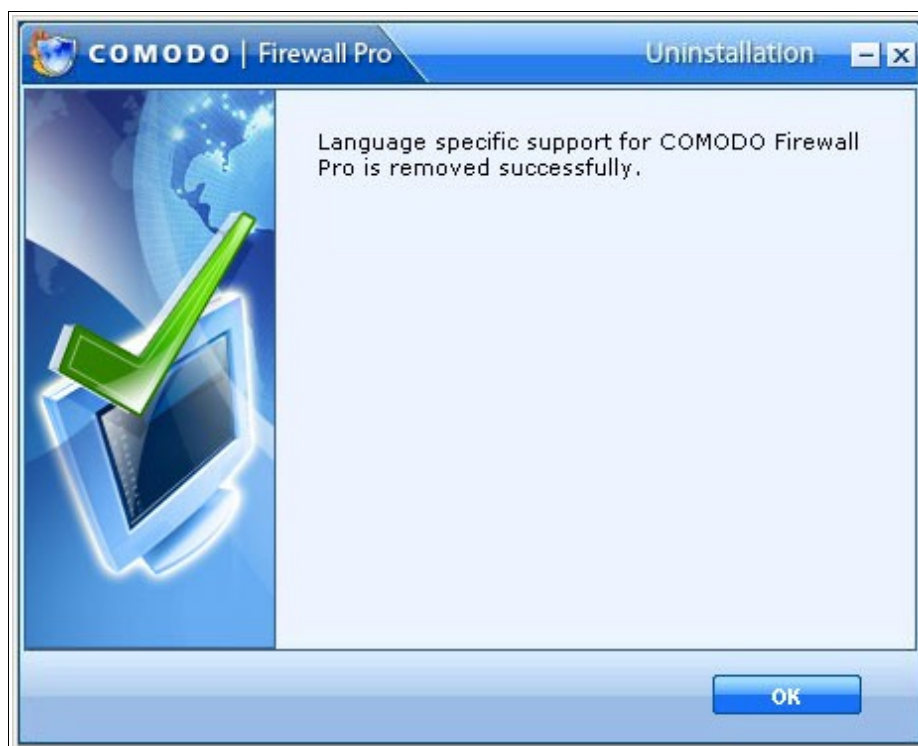 COMODO | Firewall Pro
Uninstallation
Language specific support for COMODO Firewall
Pro is removed successfully.
OK